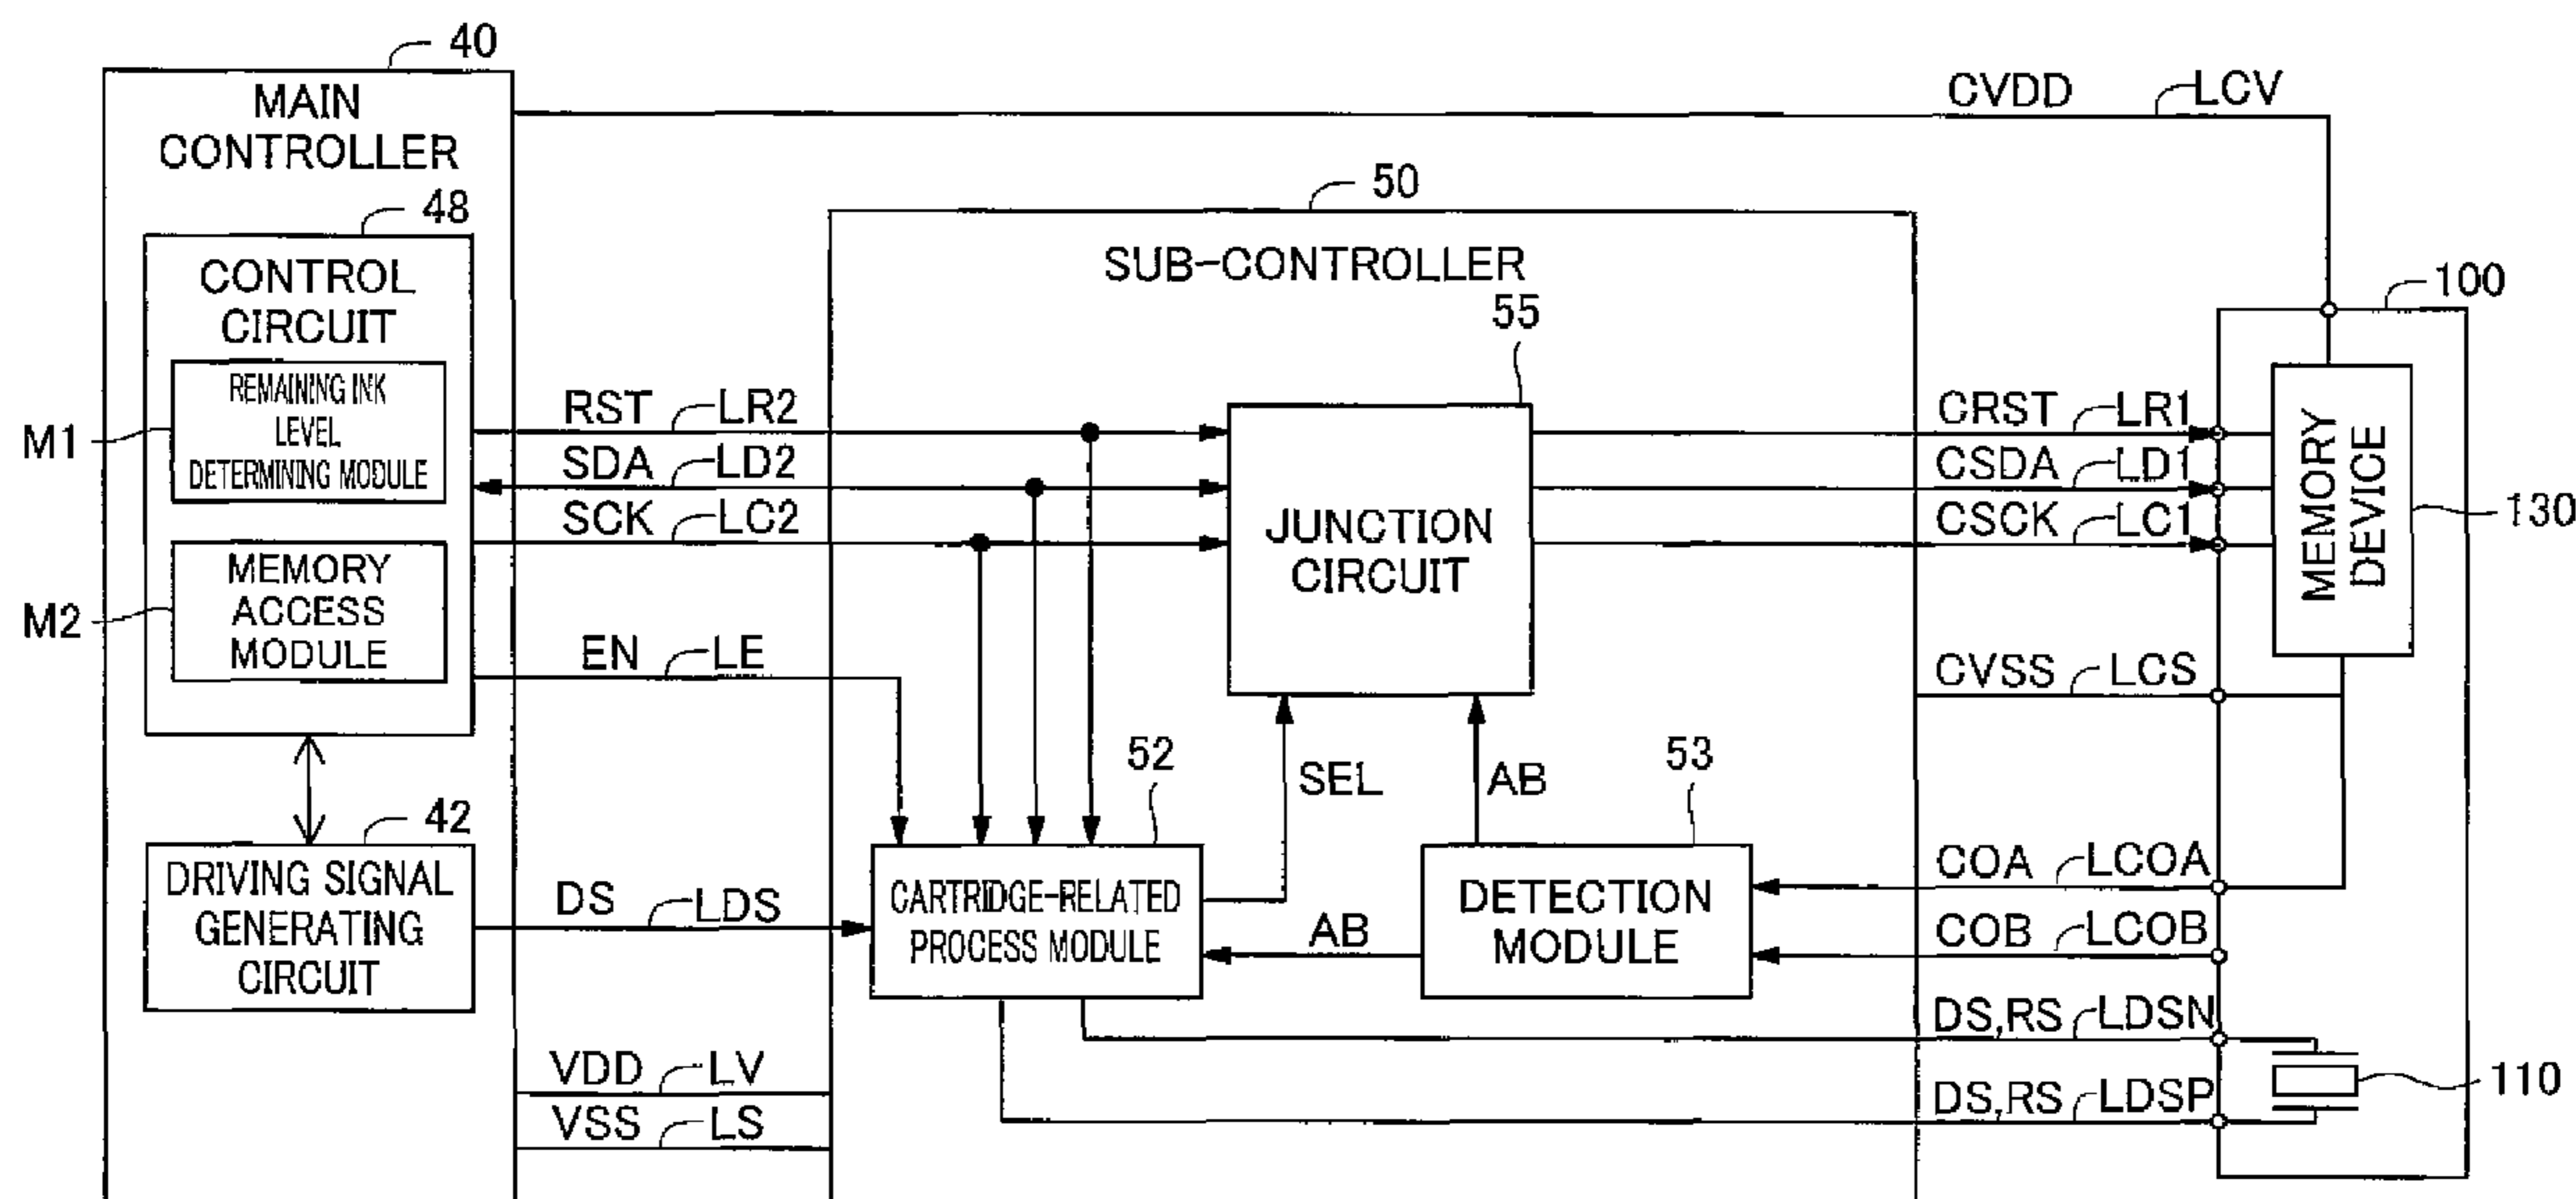 40
MAIN
CONTROLLER
CVDD
LCV
50
48
SUB-CONTROLLER
CONTROL
CIRCUIT
100
55
REMAINING INK
LEVEL
DETERMINING MODULE
M1
RST
LR2
CRST
LR1
SDA
LD2
CSDA
LD1
SCK
LC2
CSCK
LC1
JUNCTION
CIRCUIT
MEMORY
DEVICE
130
MEMORY
ACCESS
MODULE
M2
EN
LE
CVSS
LCS
52
SEL
AB
53
42
DRIVING SIGNAL
GENERATING
CIRCUIT
DS
LDS
CARTRIDGE-RELATED
PROCESS MODULE
AB
DETECTION
MODULE
COA
LCOA
COB
LCOB
DS,RS
LDSN
VDD
LV
DS,RS
LDSP
110
VSS
LS